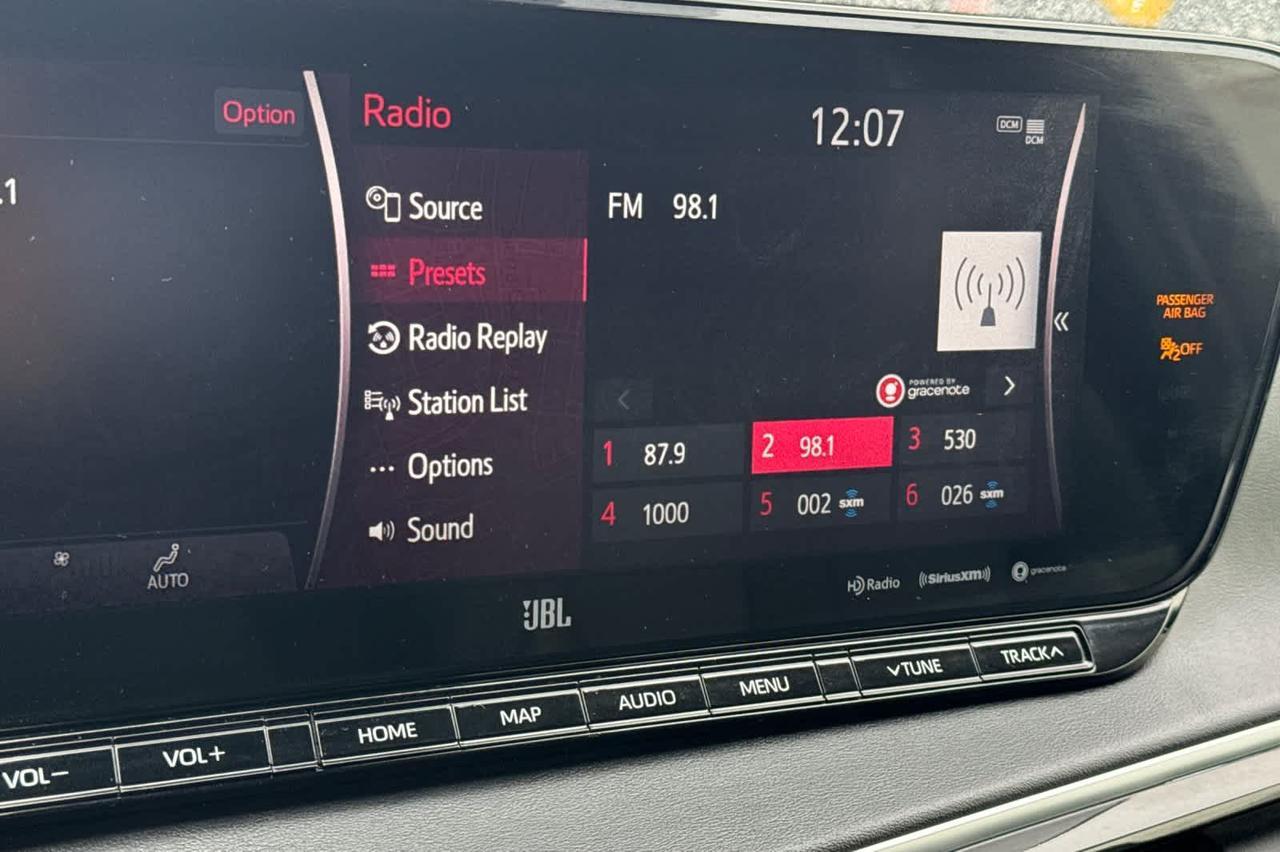 Option
.1
AUTO
Radio
12:07
DCM
DCM
Source
Presets
Radio Replay
Station List
... Options
Sound
FM 98.1
POWERED BY
gracenote
1 87.9
2 98.1
3 530
4 1000
5 002 sxm
6 026 sxm
HD Radio
SiriusXM
gracenote
JBL
PASSENGER
AIR BAG
2 OFF
VOL−
VOL+
HOME
MAP
AUDIO
MENU
TUNE
TRACK